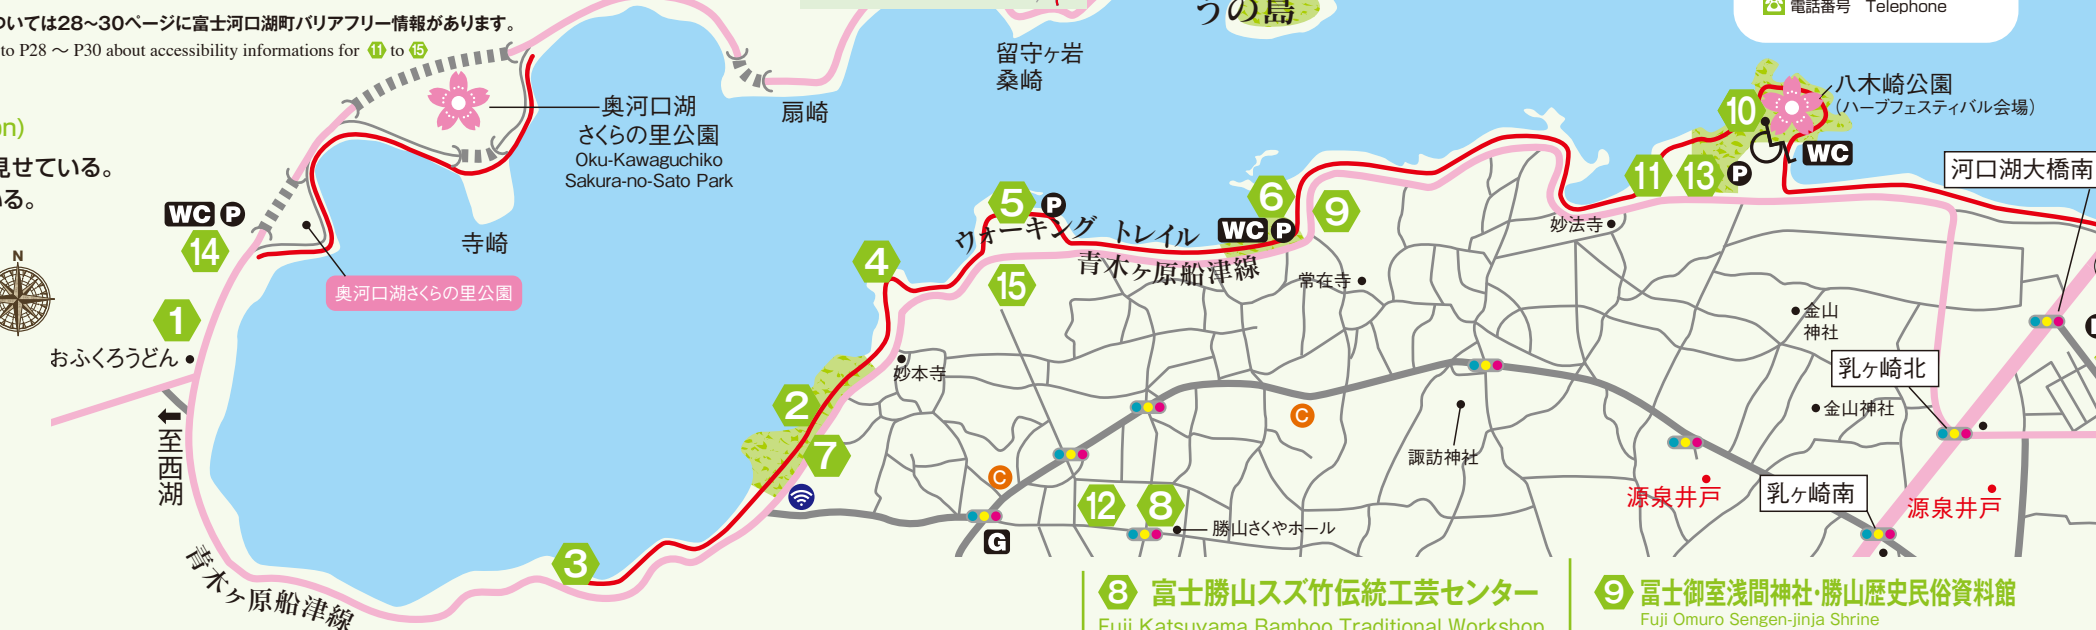 ついては28〜30ページに富士河口湖町バリアフリー情報があります。
to P28 〜 P30 about accessibility informations for 11 to 15
on)
見せている。
いる。
N
WC P
14
1
おふくろうどん
至西湖
青木ヶ原船津線
奥河口湖さくらの里公園
寺崎
奥河口湖
さくらの里公園
Oku-Kawaguchiko
Sakura-no-Sato Park
扇崎
留守ヶ岩
桑崎
うの島
電話番号 Telephone
八木崎公園
（ハーブフェスティバル会場）
10
WC
11
13
P
河口湖大橋南
妙法寺
6
9
WC P
5
P
ウォーキング トレイル
青木ヶ原船津線
4
15
常在寺
金山
神社
乳ヶ崎北
金山神社
妙本寺
2
7
C
C
諏訪神社
源泉井戸
乳ヶ崎南
源泉井戸
12
8
勝山さくやホール
G
3
8 富士勝山スズ竹伝統工芸センター
Fuji Katsuyama Bamboo Traditional Workshop
9 冨士御室浅間神社・勝山歴史民俗資料館
Fuji Omuro Sengen-jinja Shrine